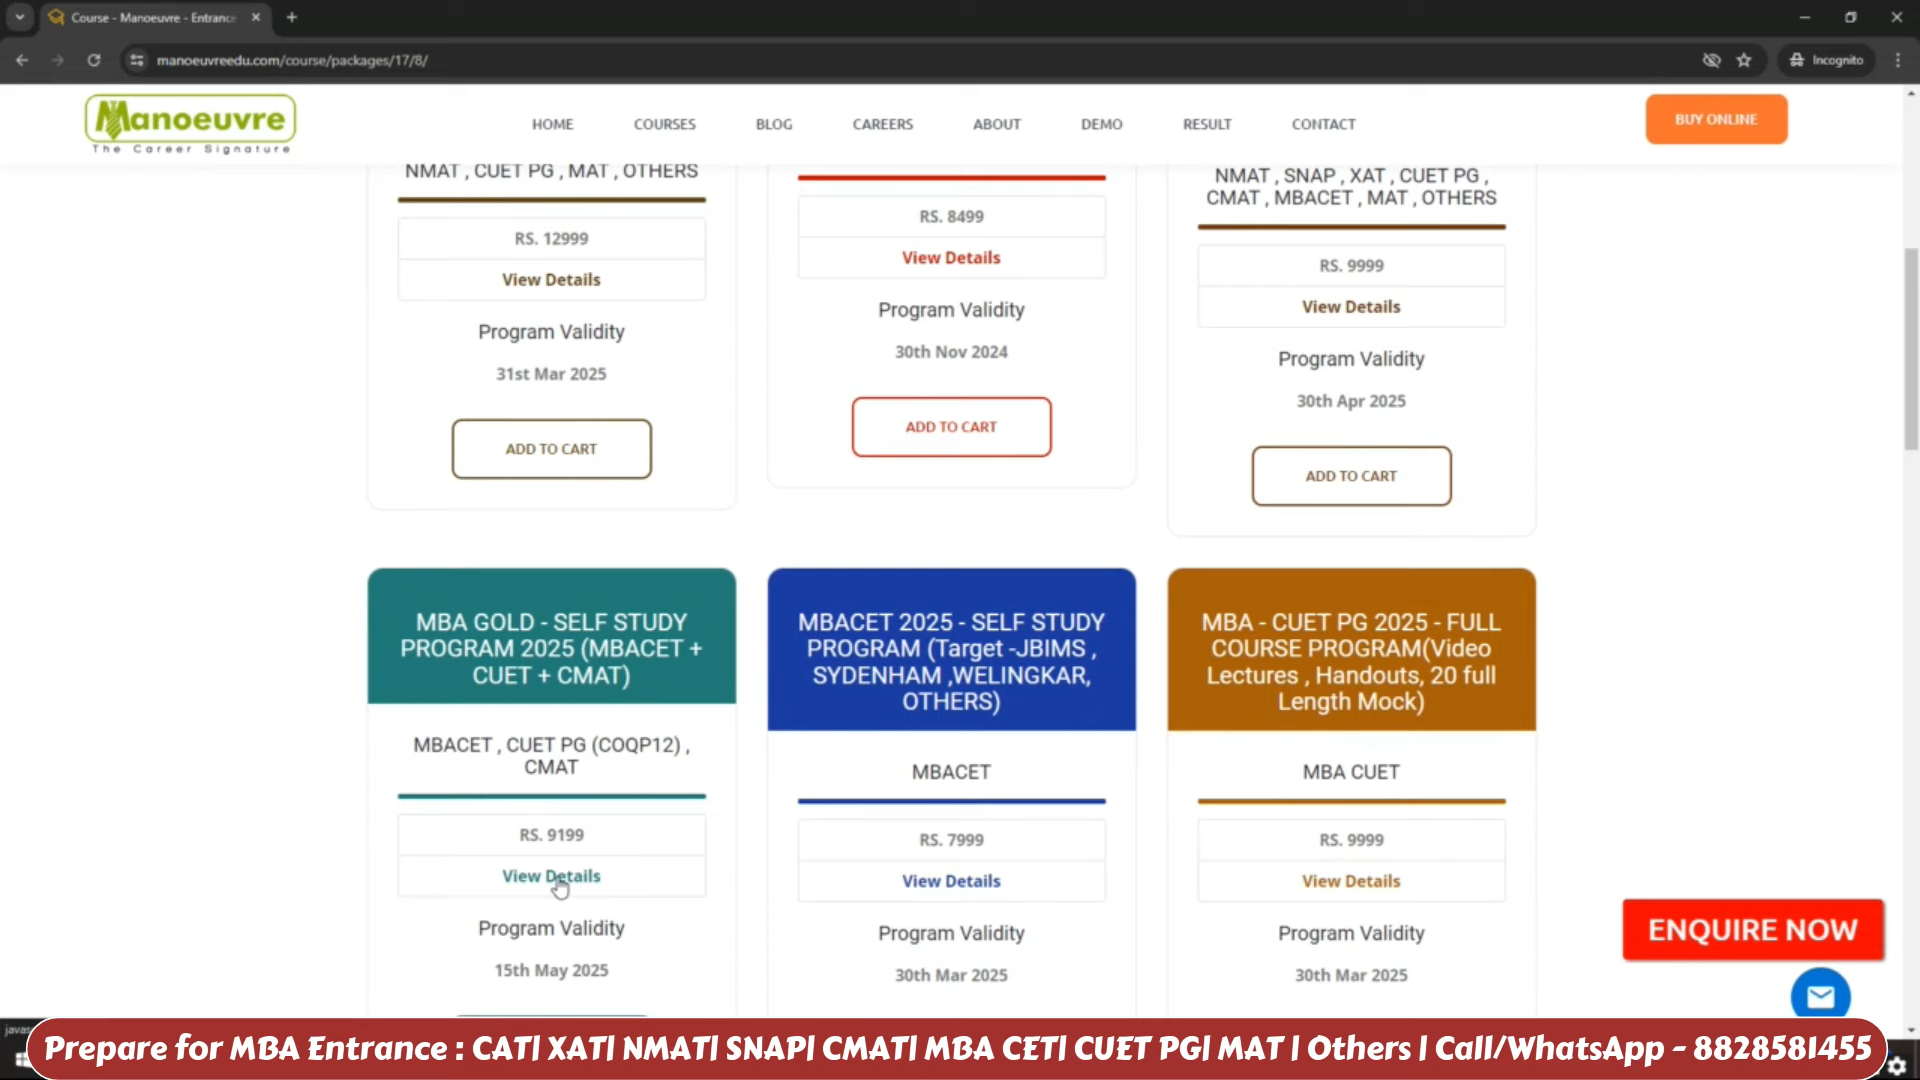 Course - Manoeuvre - Entrance
manoeuvreedu.com/course/packages/17/8/
Incognito
Manoeuvre
The Career Signature
HOME
COURSES
BLOG
CAREERS
ABOUT
DEMO
RESULT
CONTACT
BUY ONLINE
NMAT , CUET PG , MAT , OTHERS
RS. 12999
View Details
Program Validity
31st Mar 2025
ADD TO CART
RS. 8499
View Details
Program Validity
30th Nov 2024
ADD TO CART
NMAT , SNAP , XAT , CUET PG ,
CMAT , MBACET , MAT , OTHERS
RS. 9999
View Details
Program Validity
30th Apr 2025
ADD TO CART
MBA GOLD - SELF STUDY
PROGRAM 2025 (MBACET +
CUET + CMAT)
MBACET , CUET PG (COQP12) ,
CMAT
RS. 9199
View Details
Program Validity
15th May 2025
MBACET 2025 - SELF STUDY
PROGRAM (Target -JBIMS ,
SYDENHAM ,WELINGKAR,
OTHERS)
MBACET
RS. 7999
View Details
Program Validity
30th Mar 2025
MBA - CUET PG 2025 - FULL
COURSE PROGRAM(Video
Lectures , Handouts, 20 full
Length Mock)
MBA CUET
RS. 9999
View Details
Program Validity
30th Mar 2025
ENQUIRE NOW
Prepare for MBA Entrance : CAT| XAT| NMAT| SNAP| CMAT| MBA CET| CUET PG| MAT | Others | Call/WhatsApp - 8828581455